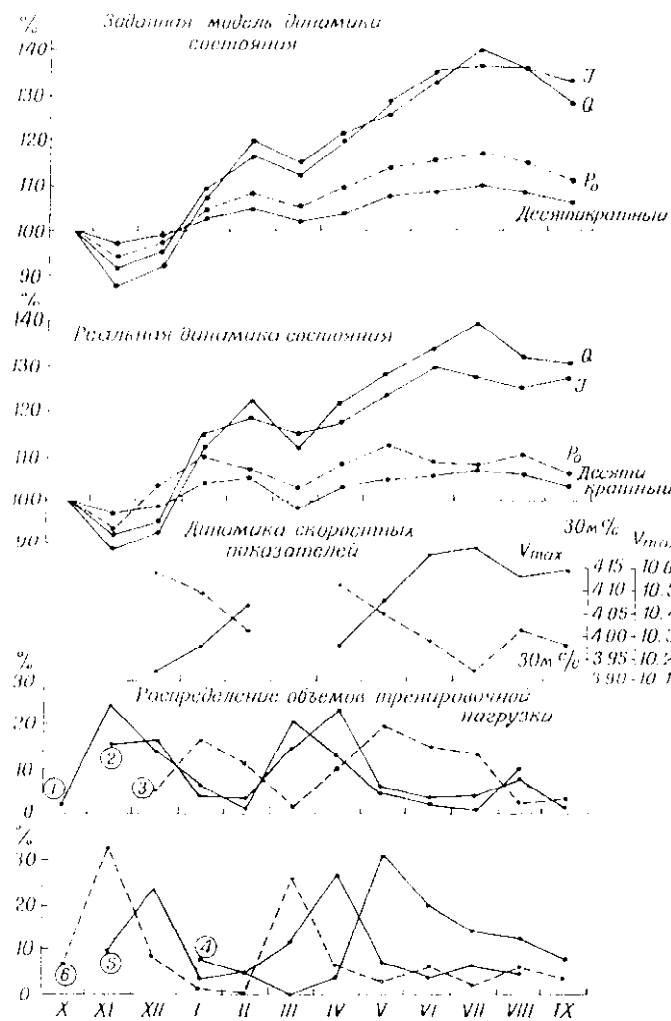 %
Заданная модель динамики
состояния
140
130
120
110
100
90
J
Q
P₀
Десятикратный
%
140
130
120
110
100
90
Реальная динамика состояния
Q
J
P₀
Десяти
кратный
Динамика скоростных
показателей
30м%
Vmax
Vmax
4.15
4.10
4.05
4.00
3.95
3.90
30м%
%
30
20
10
0
Распределение объемов тренировочной
нагрузки
1
2
3
%
30
20
10
0
4
5
6
X XI XII I II III IV V VI VII VIII IX